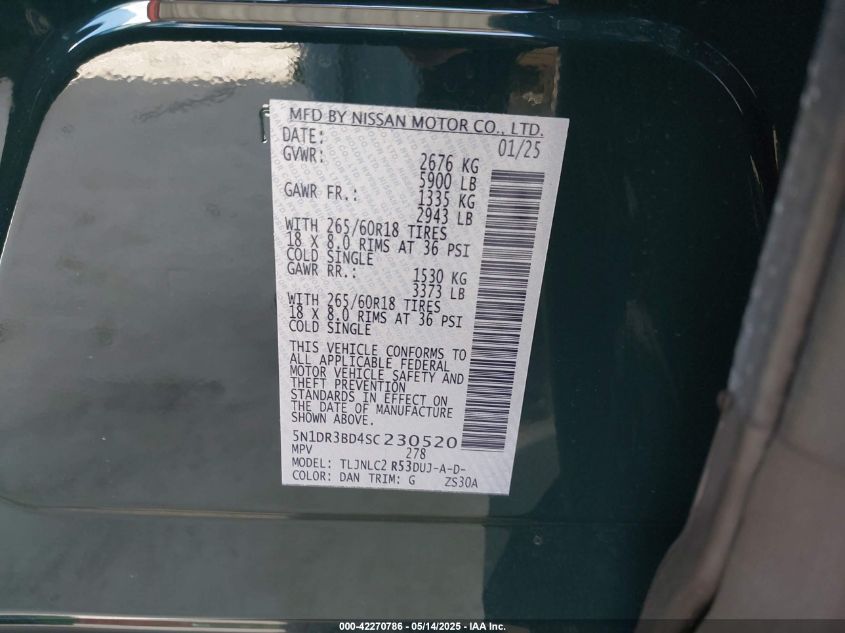 MFD BY NISSAN MOTOR CO., LTD.
DATE: 01/25
GVWR: 2676 KG
5900 LB
GAWR FR.: 1335 KG
2943 LB
WITH 265/60R18 TIRES
18 X 8.0 RIMS AT 36 PSI
COLD SINGLE
GAWR RR.: 1530 KG
3373 LB
WITH 265/60R18 TIRES
18 X 8.0 RIMS AT 36 PSI
COLD SINGLE
THIS VEHICLE CONFORMS TO
ALL APPLICABLE FEDERAL
MOTOR VEHICLE SAFETY AND
THEFT PREVENTION
STANDARDS IN EFFECT ON
THE DATE OF MANUFACTURE
SHOWN ABOVE.
5N1DR3BD4SC230520
MPV 278
MODEL: TLJNLC2 R53DUJ-A-D-
COLOR: DAN TRIM: G ZS30A
000-42270786 - 05/14/2025 - IAA Inc.